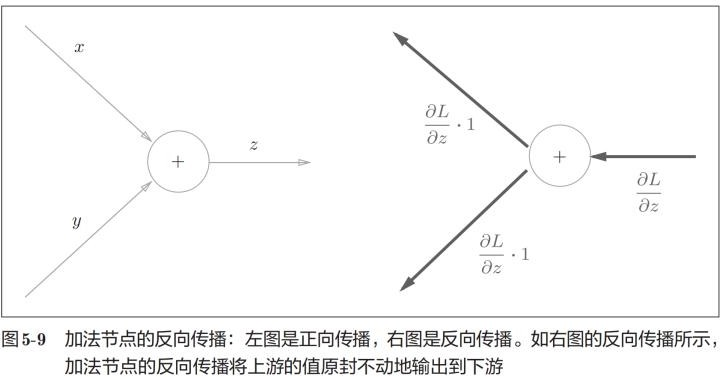 x
y
+
z
∂L/∂z · 1
∂L/∂z · 1
+
∂L/∂z
图5-9 加法节点的反向传播：左图是正向传播，右图是反向传播。如右图的反向传播所示，
加法节点的反向传播将上游的值原封不动地输出到下游